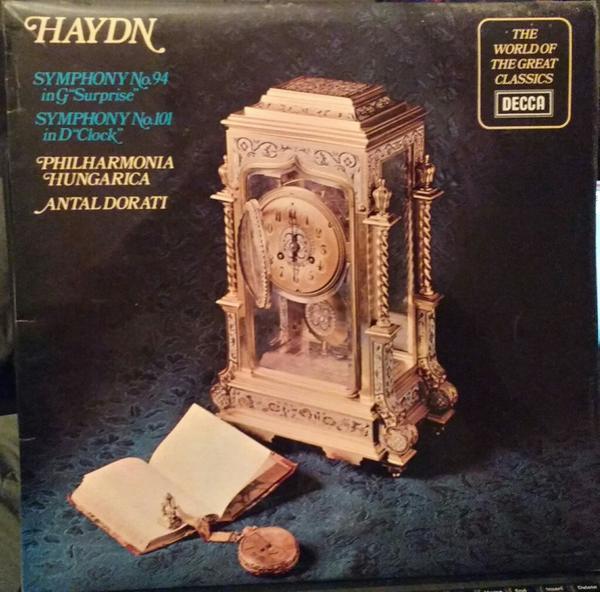 HAYDN
SYMPHONY No.94
in G "Surprise"
SYMPHONY No.101
in D "Clock"
PHILHARMONIA
HUNGARICA
ANTAL DORATI
THE
WORLD OF
THE GREAT
CLASSICS
DECCA